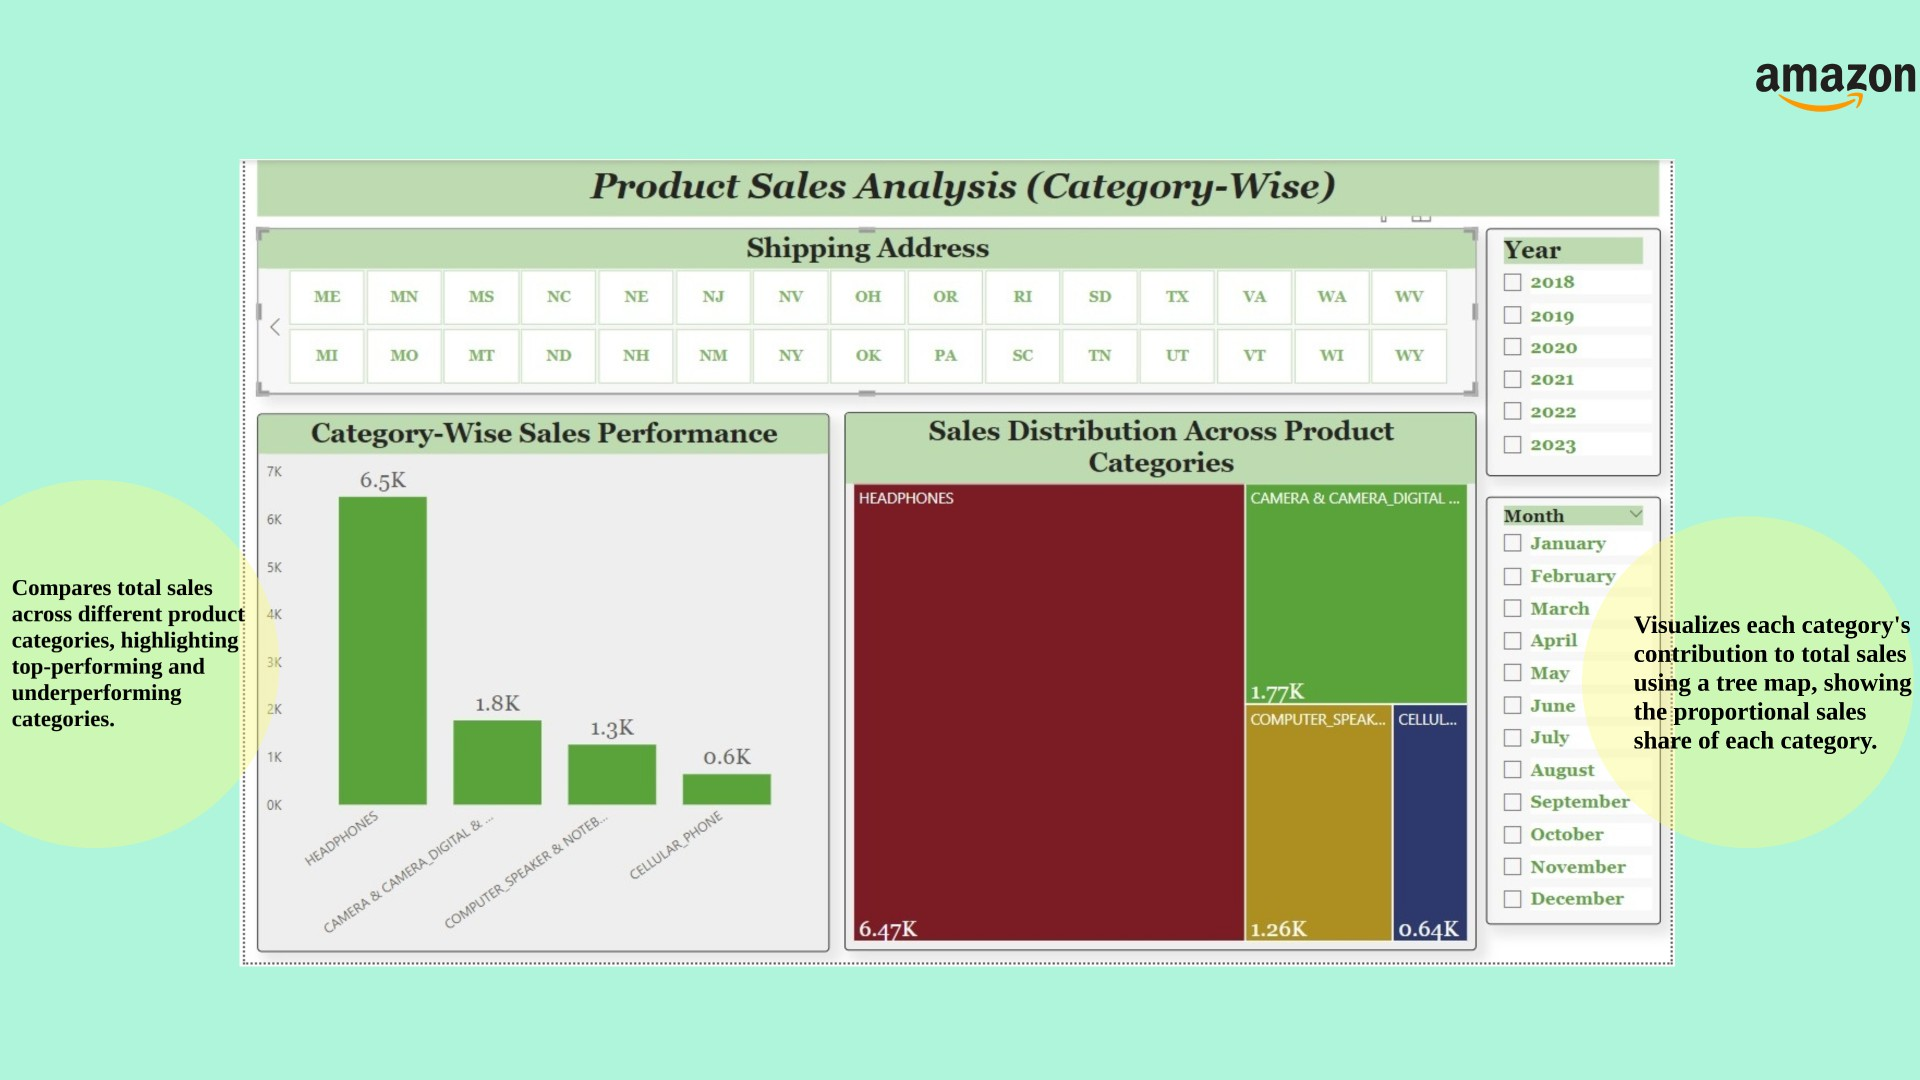 amazon
Product Sales Analysis (Category-Wise)
Shipping Address
ME MN MS NC NE NJ NV OH OR RI SD TX VA WA WV
MI MO MT ND NH NM NY OK PA SC TN UT VT WI WY
Year
2018
2019
2020
2021
2022
2023
Category-Wise Sales Performance
7K
6K
5K
4K
3K
2K
1K
0K
6.5K
1.8K
1.3K
0.6K
HEADPHONES
CAMERA & CAMERA_DIGITAL & ...
COMPUTER_SPEAKER & NOTEB...
CELLULAR_PHONE
Sales Distribution Across Product
Categories
HEADPHONES
6.47K
CAMERA & CAMERA_DIGITAL ...
1.77K
COMPUTER_SPEAK...
1.26K
CELLUL...
0.64K
Month
January
February
March
April
May
June
July
August
September
October
November
December
Compares total sales
across different product
categories, highlighting
top-performing and
underperforming
categories.
Visualizes each category's
contribution to total sales
using a tree map, showing
the proportional sales
share of each category.